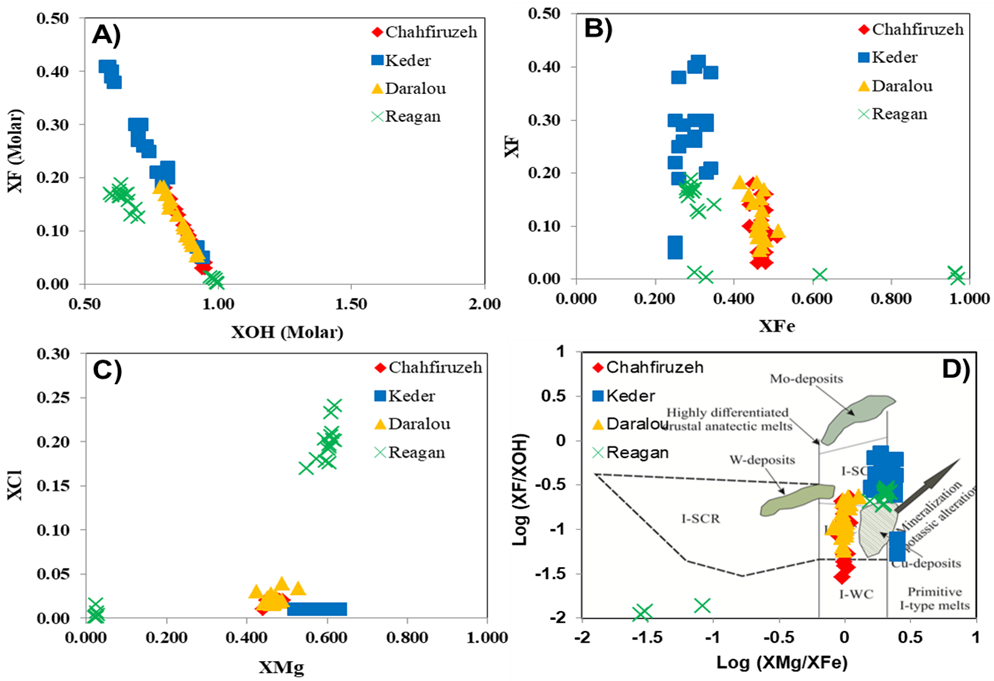 A)
0.50
0.40
0.30
0.20
0.10
0.00
XF (Molar)
0.50
1.00
1.50
2.00
XOH (Molar)
Chahfiruzeh
Keder
Daralou
Reagan
B)
0.50
0.40
0.30
0.20
0.10
0.00
XF
0.000
0.200
0.400
0.600
0.800
1.000
XFe
Chahfiruzeh
Keder
Daralou
Reagan
C)
0.30
0.25
0.20
0.15
0.10
0.05
0.00
XCl
0.000
0.200
0.400
0.600
0.800
1.000
XMg
Chahfiruzeh
Keder
Daralou
Reagan
D)
1
0.5
0
-0.5
-1
-1.5
-2
Log (XF/XOH)
-2
-1.5
-1
-0.5
0
0.5
1
Log (XMg/XFe)
Chahfiruzeh
Keder
Daralou
Reagan
Mo-deposits
Highly differentiated
crustal anatectic melts
W-deposits
I-SC
I-SCR
Mineralization
potassic alteration
Cu-deposits
I-WC
Primitive
I-type melts